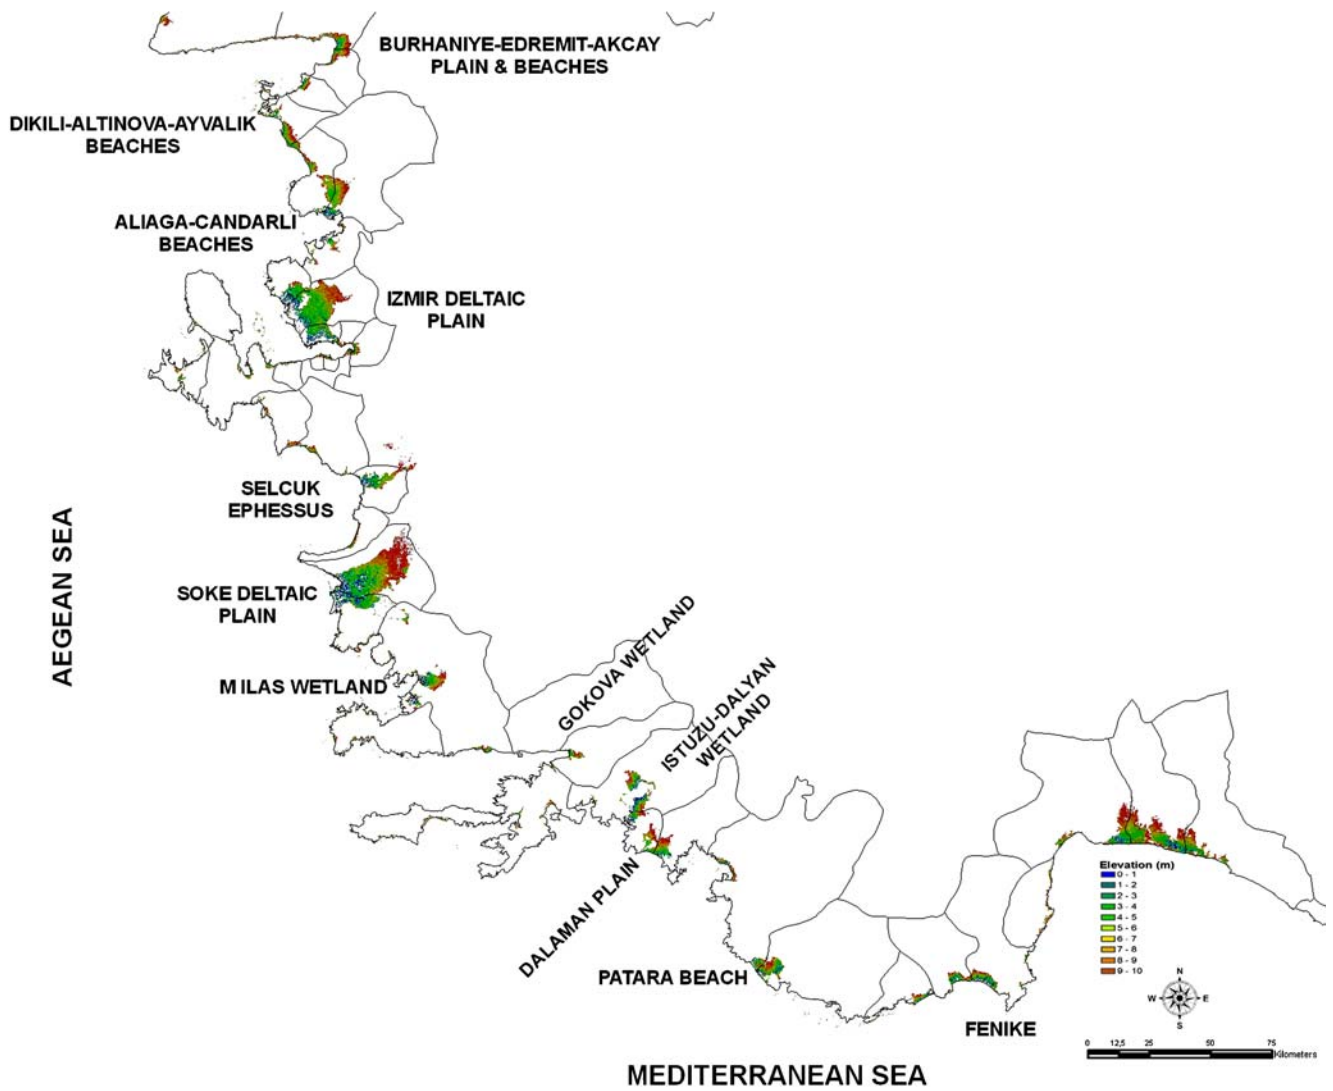 BURHANIYE-EDREMIT-AKCAY
PLAIN & BEACHES
DIKILI-ALTINOVA-AYVALIK
BEACHES
ALIAGA-CANDARLI
BEACHES
IZMIR DELTAIC
PLAIN
SELCUK
EPHESSUS
AEGEAN SEA
SOKE DELTAIC
PLAIN
MILAS WETLAND
GOKOVA WETLAND
ISTUZU-DALYAN
WETLAND
DALAMAN PLAIN
PATARA BEACH
FENIKE
Elevation (m)
0 - 1
1 - 2
2 - 3
3 - 4
4 - 5
5 - 6
6 - 7
7 - 8
8 - 9
9 - 10
N
W
E
S
0 12,5 25 50 75
Kilometers
MEDITERRANEAN SEA